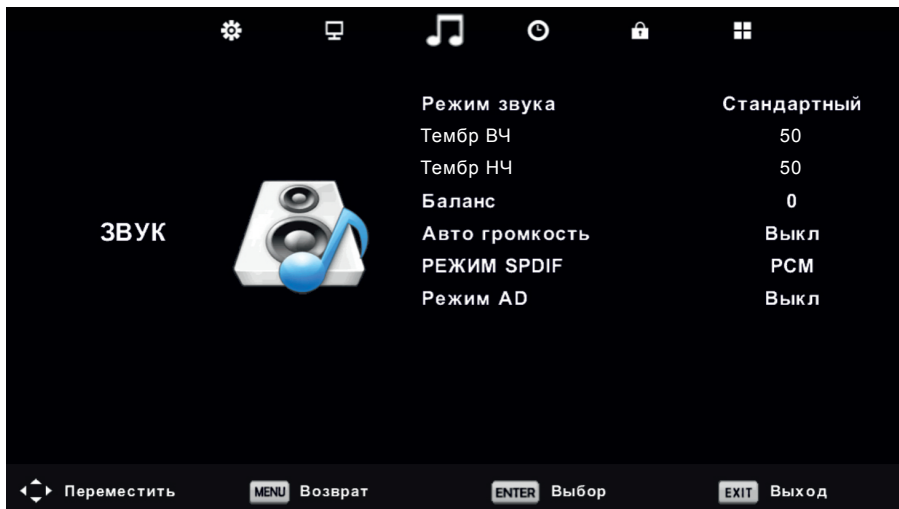 Режим звука Стандартный
Тембр ВЧ 50
Тембр НЧ 50
Баланс 0
ЗВУК
Авто громкость Выкл
РЕЖИМ SPDIF PCM
Режим AD Выкл
Переместить MENU Возврат ENTER Выбор EXIT Выход